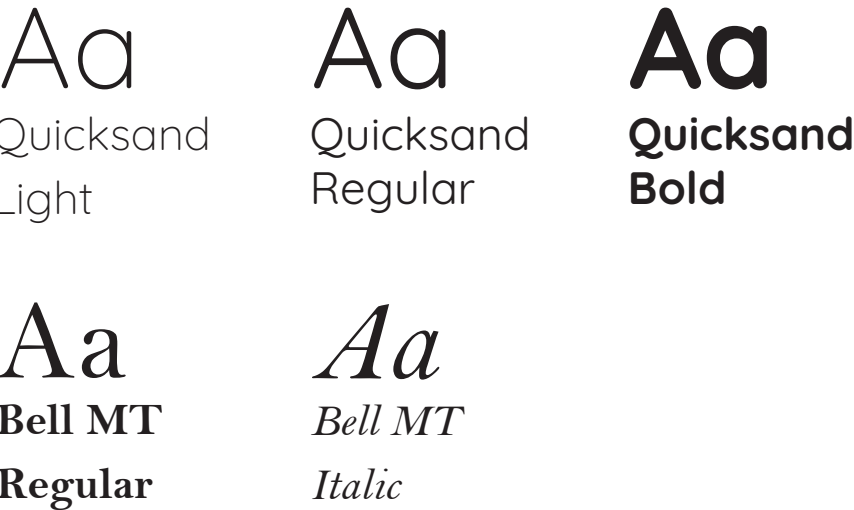 Aa
Quicksand
Light
Aa
Quicksand
Regular
Aa
Quicksand
Bold
Aa
Bell MT
Regular
Aa
Bell MT
Italic